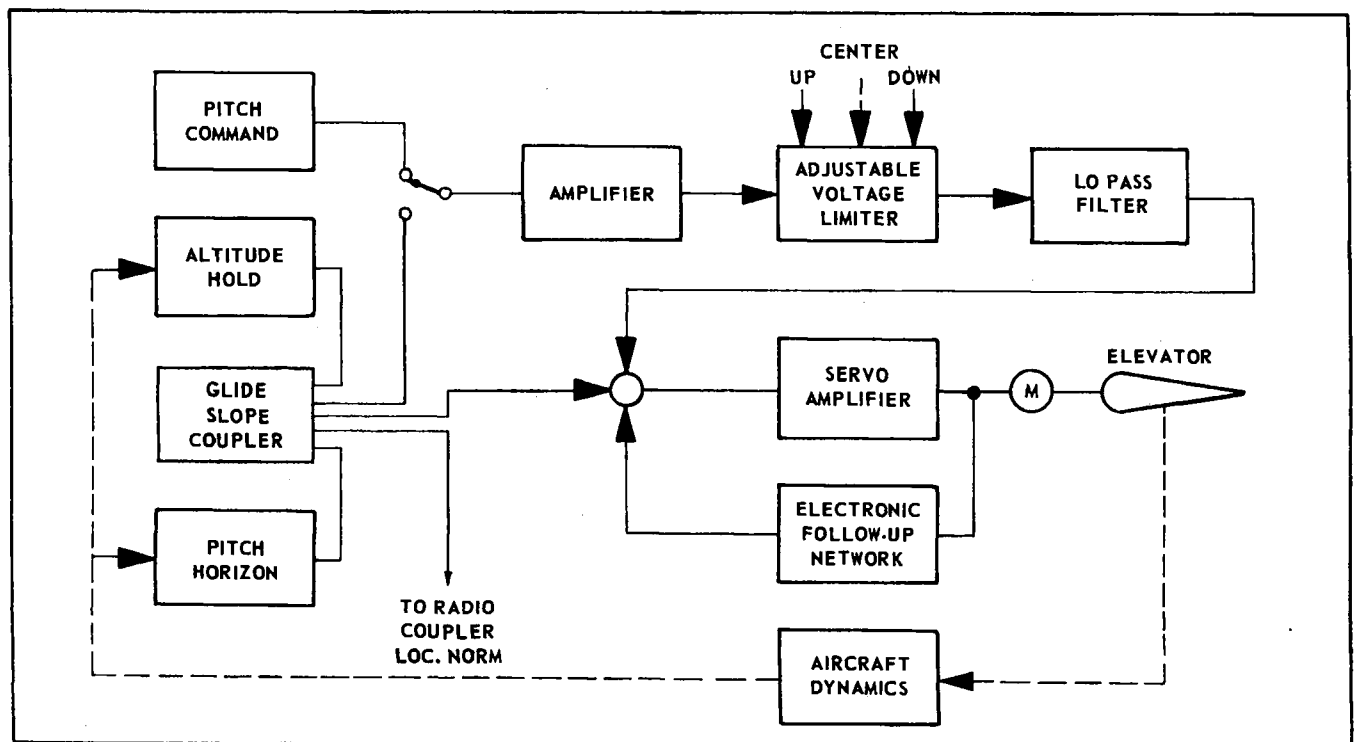 PITCH
COMMAND
AMPLIFIER
CENTER
UP
DOWN
ADJUSTABLE
VOLTAGE
LIMITER
LO PASS
FILTER
ALTITUDE
HOLD
GLIDE
SLOPE
COUPLER
PITCH
HORIZON
TO RADIO
COUPLER
LOC. NORM
SERVO
AMPLIFIER
M
ELEVATOR
ELECTRONIC
FOLLOW-UP
NETWORK
AIRCRAFT
DYNAMICS